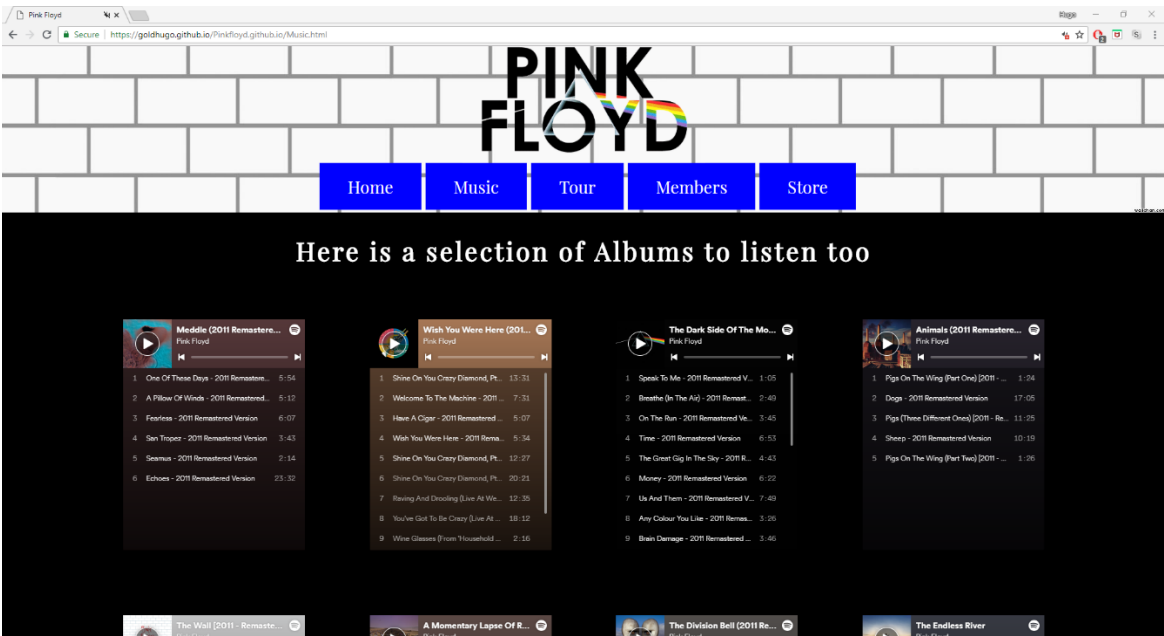 Pink Floyd
Hugo
Secure | https://goldhugo.github.io/Pinkfloyd.github.io/Music.html
PINK
FLOYD
Home Music Tour Members Store
Here is a selection of Albums to listen too
Meddle (2011 Remastere...
Pink Floyd
1 One Of These Days - 2011 Remastere... 5:54
2 A Pillow Of Winds - 2011 Remastered... 5:12
3 Fearless - 2011 Remastered Version 6:07
4 San Tropez - 2011 Remastered Version 3:43
5 Seamus - 2011 Remastered Version 2:14
6 Echoes - 2011 Remastered Version 23:32
Wish You Were Here (201...
Pink Floyd
1 Shine On You Crazy Diamond, Pt... 13:31
2 Welcome To The Machine - 2011 ... 7:31
3 Have A Cigar - 2011 Remastered ... 5:07
4 Wish You Were Here - 2011 Rema... 5:34
5 Shine On You Crazy Diamond, Pt... 12:27
6 Shine On You Crazy Diamond, Pt... 20:21
7 Raving And Drooling (Live At We... 12:35
8 You've Got To Be Crazy (Live At ... 18:12
9 Wine Glasses (From 'Household ... 2:16
The Dark Side Of The Mo...
Pink Floyd
1 Speak To Me - 2011 Remastered V... 1:05
2 Breathe (In The Air) - 2011 Remast... 2:49
3 On The Run - 2011 Remastered Ve... 3:45
4 Time - 2011 Remastered Version 6:53
5 The Great Gig In The Sky - 2011 R... 4:43
6 Money - 2011 Remastered Version 6:22
7 Us And Them - 2011 Remastered V... 7:49
8 Any Colour You Like - 2011 Remas... 3:26
9 Brain Damage - 2011 Remastered ... 3:46
Animals (2011 Remastere...
Pink Floyd
1 Pigs On The Wing (Part One) [2011 - ... 1:24
2 Dogs - 2011 Remastered Version 17:05
3 Pigs (Three Different Ones) [2011 - Re... 11:25
4 Sheep - 2011 Remastered Version 10:19
5 Pigs On The Wing (Part Two) [2011 - ... 1:26
The Wall [2011 - Remaste...
Pink Floyd
A Momentary Lapse Of R...
Pink Floyd
The Division Bell (2011 Re...
Pink Floyd
The Endless River
Pink Floyd